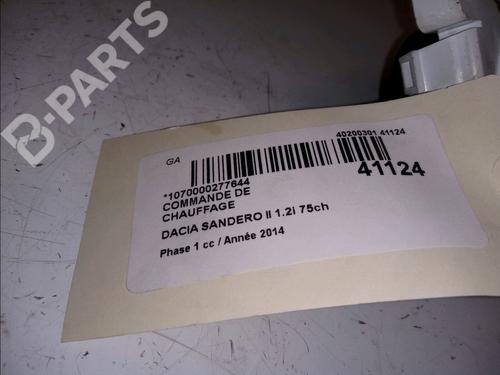 B-PARTS
GA
40200301 41124
41124
*1070000277644
COMMANDE DE
CHAUFFAGE
DACIA SANDERO II 1.2i 75ch
Phase 1 cc / Année 2014